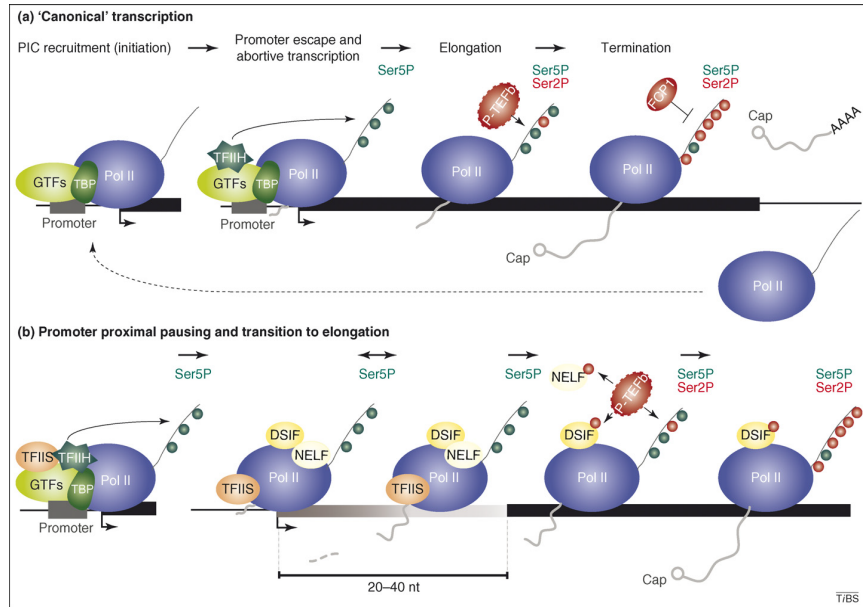 (a) 'Canonical' transcription
PIC recruitment (initiation)
Promoter escape and
abortive transcription
Elongation
Termination
Ser5P
Ser5P
Ser2P
Ser5P
Ser2P
P-TEFb
FCP1
Cap
AAAA
TFIIH
GTFs
TBP
Pol II
GTFs
TBP
Pol II
Pol II
Pol II
Promoter
Promoter
Cap
Pol II
(b) Promoter proximal pausing and transition to elongation
Ser5P
Ser5P
Ser5P
Ser5P
Ser2P
Ser5P
Ser2P
NELF
P-TEFb
TFIIS
TFIIH
GTFs
TBP
Pol II
DSIF
NELF
Pol II
TFIIS
DSIF
NELF
Pol II
TFIIS
DSIF
Pol II
DSIF
Pol II
Promoter
Cap
20–40 nt
TiBS